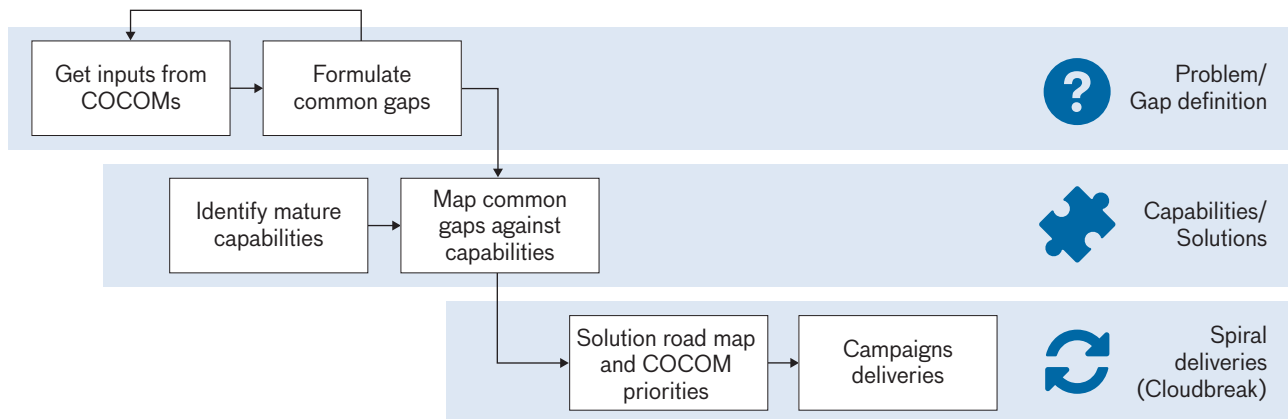 Get inputs from
COCOMs
Formulate
common gaps
?
Problem/
Gap definition
Identify mature
capabilities
Map common
gaps against
capabilities
Capabilities/
Solutions
Solution road map
and COCOM
priorities
Campaigns
deliveries
Spiral
deliveries
(Cloudbreak)